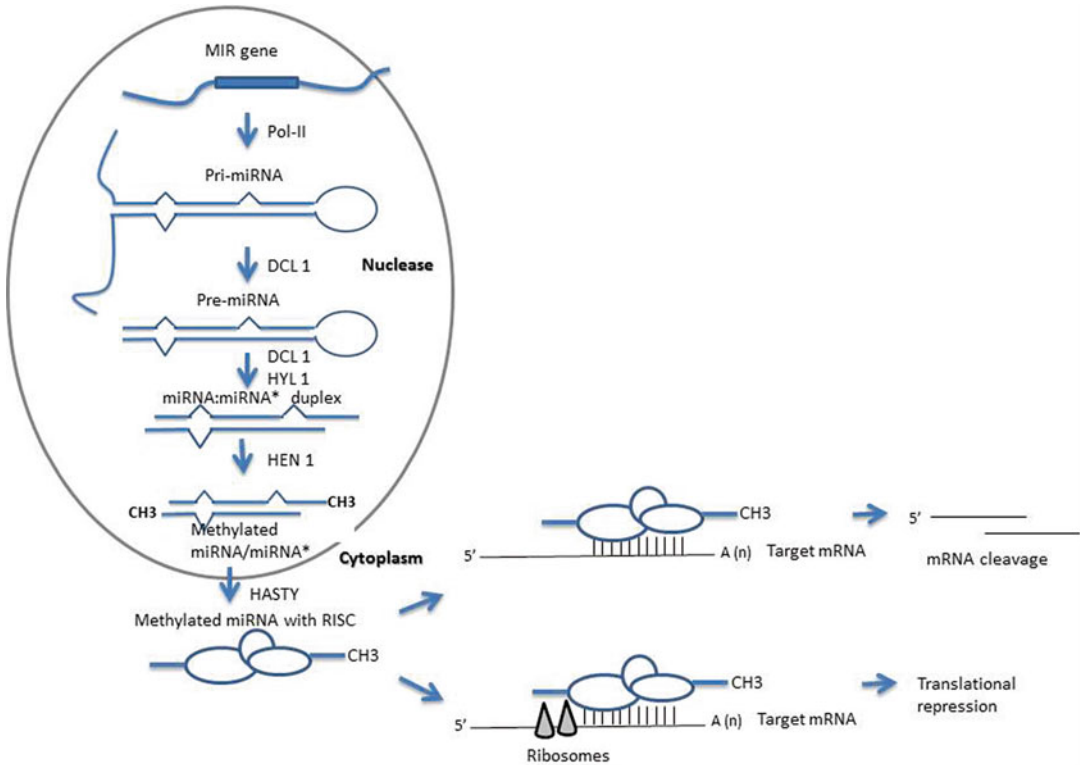 MIR gene
Pol-II
Pri-miRNA
DCL 1
Nuclease
Pre-miRNA
DCL 1
HYL 1
miRNA:miRNA* duplex
HEN 1
CH3
CH3
Methylated
miRNA/miRNA*
Cytoplasm
HASTY
Methylated miRNA with RISC
CH3
CH3
5'
A (n) Target mRNA
5'
mRNA cleavage
CH3
5'
A (n) Target mRNA
Ribosomes
Translational
repression